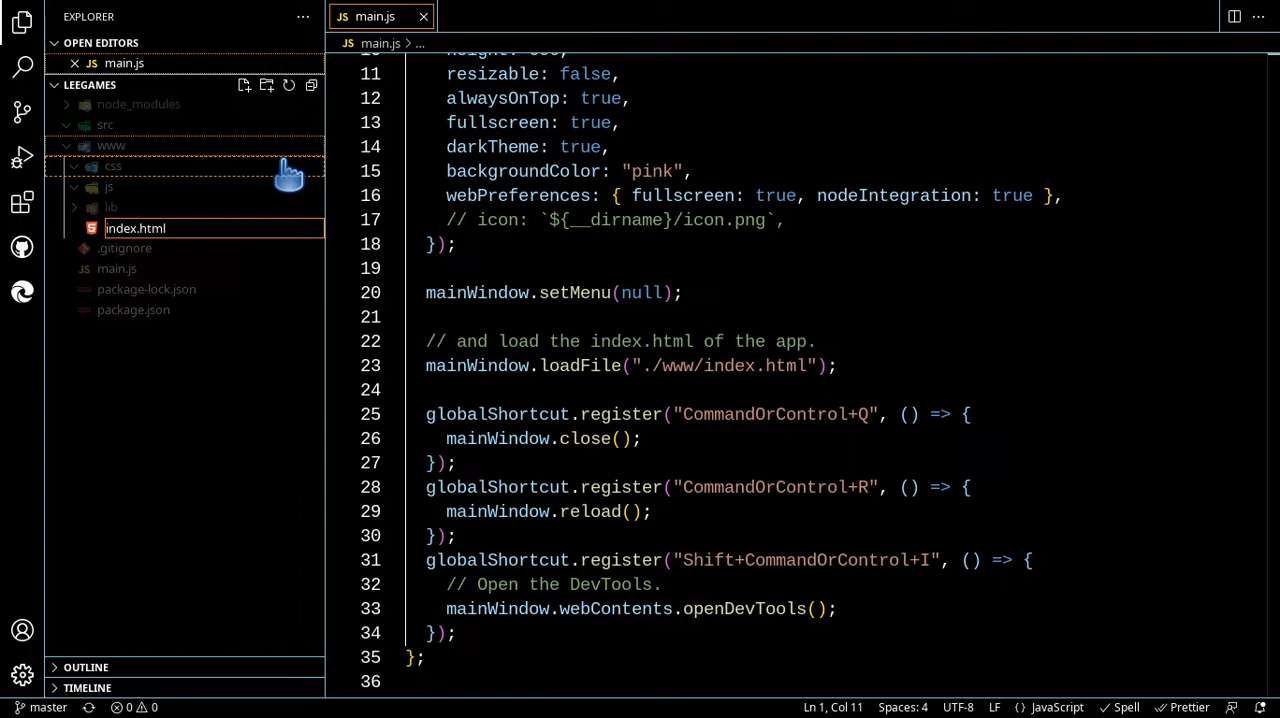 EXPLORER
OPEN EDITORS
JS main.js
LEEGAMES
node_modules
src
www
css
js
lib
index.html
.gitignore
JS main.js
package-lock.json
package.json
OUTLINE
TIMELINE
JS main.js
JS main.js > ...
11 resizable: false,
12 alwaysOnTop: true,
13 fullscreen: true,
14 darkTheme: true,
15 backgroundColor: "pink",
16 webPreferences: { fullscreen: true, nodeIntegration: true },
17 // icon: `${__dirname}/icon.png`,
18 });
19
20 mainWindow.setMenu(null);
21
22 // and load the index.html of the app.
23 mainWindow.loadFile("./www/index.html");
24
25 globalShortcut.register("CommandOrControl+Q", () => {
26 mainWindow.close();
27 });
28 globalShortcut.register("CommandOrControl+R", () => {
29 mainWindow.reload();
30 });
31 globalShortcut.register("Shift+CommandOrControl+I", () => {
32 // Open the DevTools.
33 mainWindow.webContents.openDevTools();
34 });
35 };
36
master 0 0 Ln 1, Col 11 Spaces: 4 UTF-8 LF {} JavaScript Spell Prettier